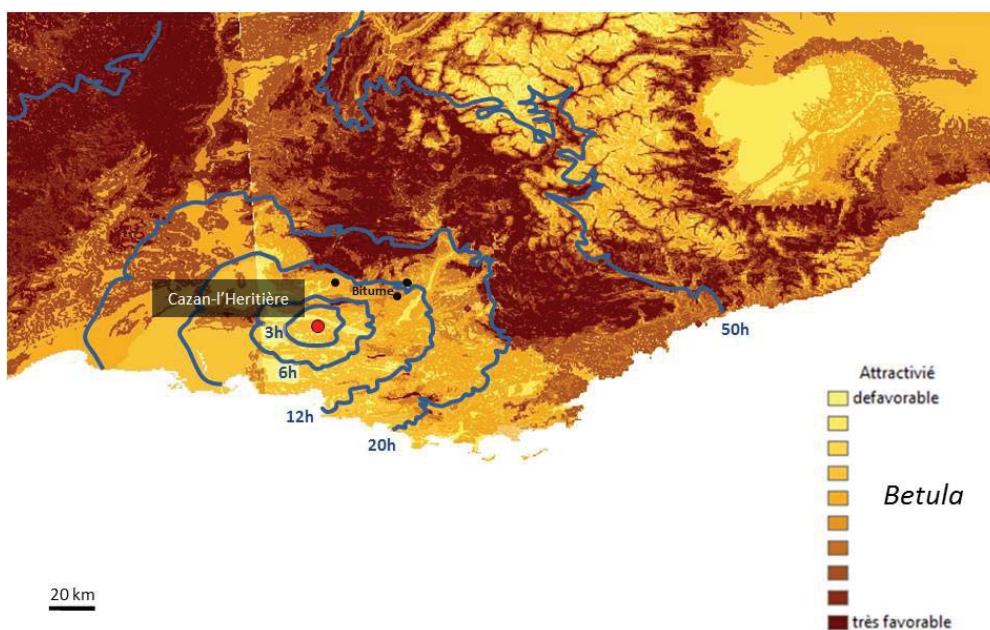 Cazan-l'Heritière
Bitume
3h
6h
12h
20h
50h
Attractivié
defavorable
Betula
très favorable
20 km